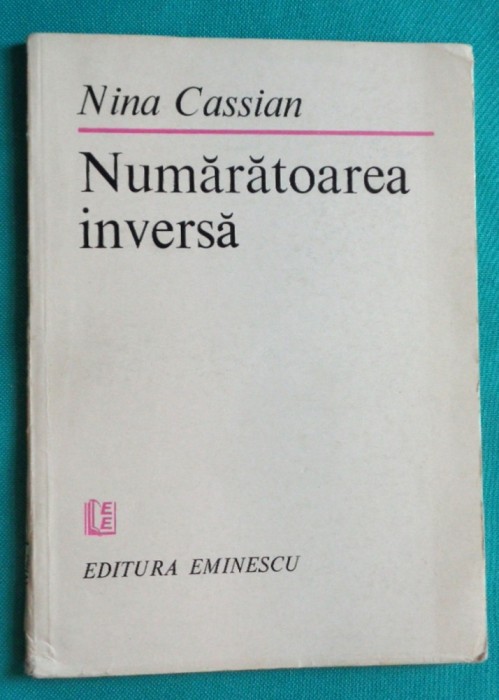 Nina Cassian
Numărătoarea
inversă
E
E
EDITURA EMINESCU